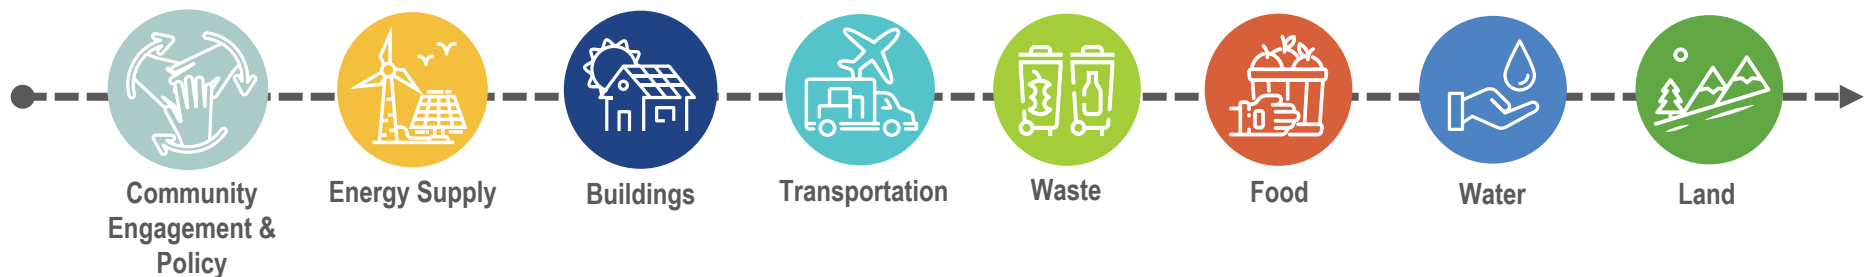 Community
Engagement &
Policy
Energy Supply
Buildings
Transportation
Waste
Food
Water
Land